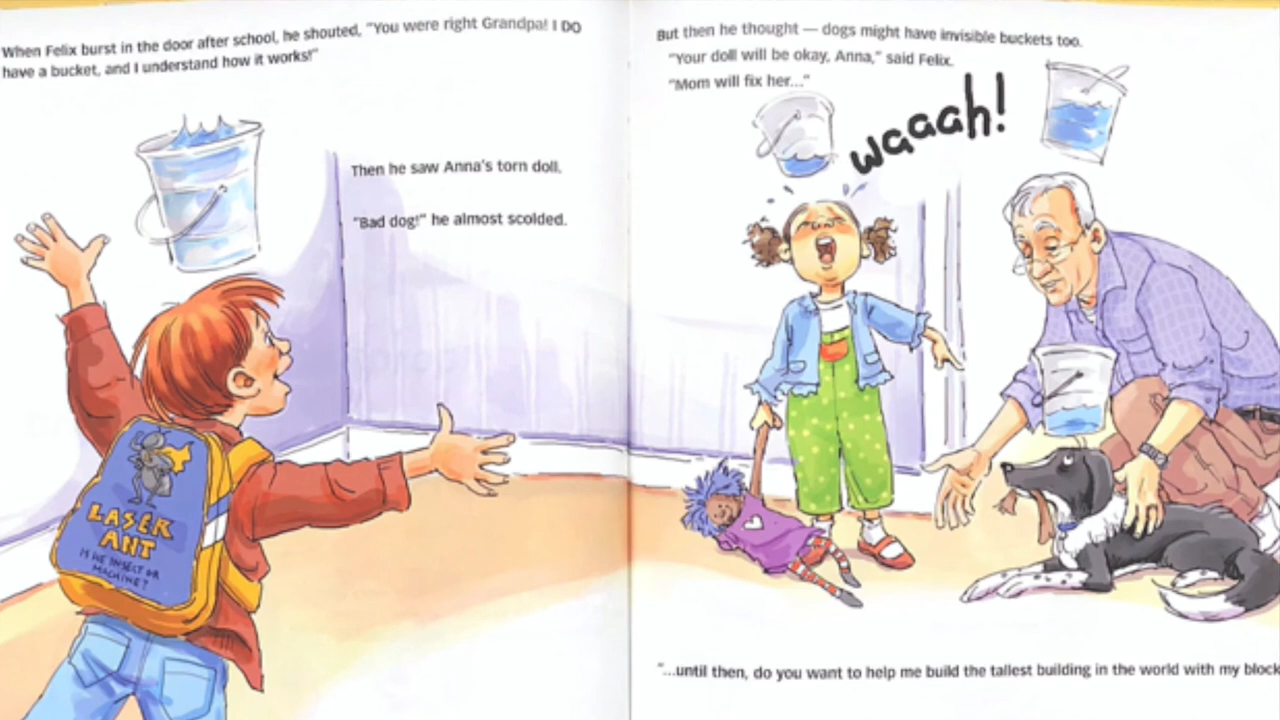 When Felix burst in the door after school, he shouted, "You were right Grandpa! I DO
have a bucket, and I understand how it works!"
Then he saw Anna's torn doll.
"Bad dog!" he almost scolded.
LASER
ANT
IS HE INSECT OR
MACHINE?
But then he thought — dogs might have invisible buckets too.
"Your doll will be okay, Anna," said Felix.
"Mom will fix her..."
waaah!
"...until then, do you want to help me build the tallest building in the world with my block